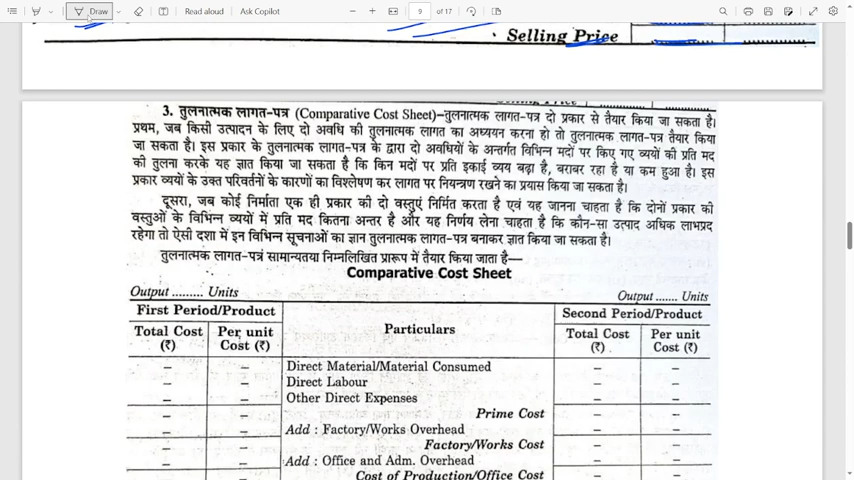 Draw
Read aloud
Ask Copilot
9
of 17
Selling Price
3. तुलनात्मक लागत-पत्र (Comparative Cost Sheet)–तुलनात्मक लागत-पत्र दो प्रकार से तैयार किया जा सकता है।
प्रथम, जब किसी उत्पादन के लिए दो अवधि की तुलनात्मक लागत का अध्ययन करना हो तो तुलनात्मक लागत-पत्र तैयार किया
जा सकता है। इस प्रकार के तुलनात्मक लागत-पत्र के द्वारा दो अवधियों के अन्तर्गत विभिन्न मदों पर किए गए व्ययों की प्रति मद
की तुलना करके यह ज्ञात किया जा सकता है कि किन मदों पर प्रति इकाई व्यय बढ़ा है, बराबर रहा है या कम हुआ है। इस
प्रकार व्ययों के उक्त परिवर्तनों के कारणों का विश्लेषण कर लागत पर नियन्त्रण रखने का प्रयास किया जा सकता है।
दूसरा, जब कोई निर्माता एक ही प्रकार की दो वस्तुएं निर्मित करता है एवं यह जानना चाहता है कि दोनों प्रकार की
वस्तुओं के विभिन्न व्ययों में प्रति मद कितना अन्तर है और यह निर्णय लेना चाहता है कि कौन-सा उत्पाद अधिक लाभप्रद
रहेगा तो ऐसी दशा में इन विभिन्न सूचनाओं का ज्ञान तुलनात्मक लागत-पत्र बनाकर ज्ञात किया जा सकता है।
तुलनात्मक लागत-पत्र सामान्यतया निम्नलिखित प्रारूप में तैयार किया जाता है—
Comparative Cost Sheet
Output ......... Units
Output ....... Units
First Period/Product
Particulars
Second Period/Product
Total Cost (₹)
Per unit Cost (₹)
Total Cost (₹)
Per unit Cost (₹)
– – Direct Material/Material Consumed – –
– – Direct Labour – –
– – Other Direct Expenses – –
– – Prime Cost – –
– – Add : Factory/Works Overhead – –
– – Factory/Works Cost – –
– – Add : Office and Adm. Overhead – –
– – Cost of Production/Office Cost – –